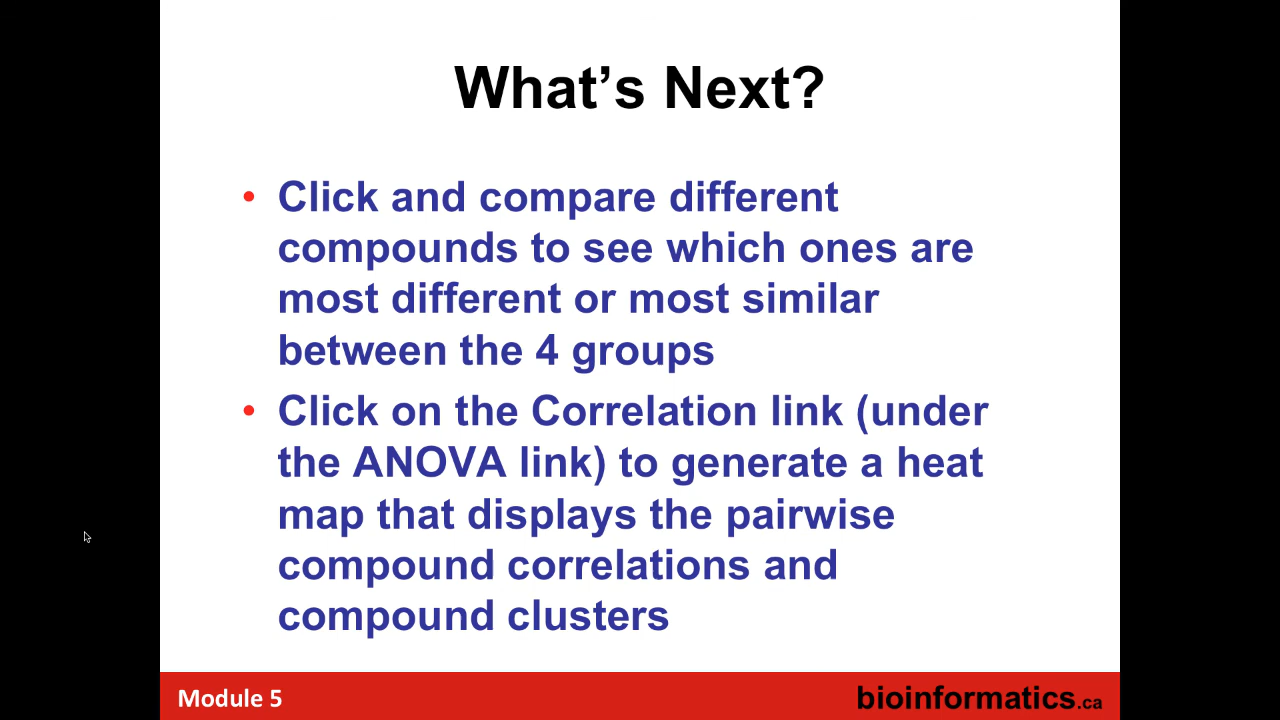 What’s Next?
• Click and compare different
compounds to see which ones are
most different or most similar
between the 4 groups
• Click on the Correlation link (under
the ANOVA link) to generate a heat
map that displays the pairwise
compound correlations and
compound clusters
Module 5
bioinformatics.ca